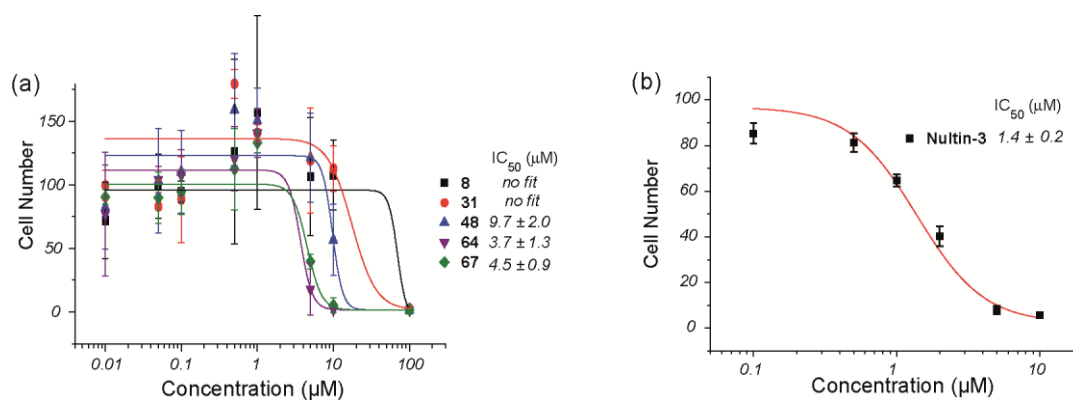 (a)
Cell Number
150
100
50
0
0.01 0.1 1 10 100
Concentration (µM)
IC50 (µM)
8 no fit
31 no fit
48 9.7 ± 2.0
64 3.7 ± 1.3
67 4.5 ± 0.9
(b)
Cell Number
100
80
60
40
20
0
0.1 1 10
Concentration (µM)
IC50 (µM)
Nultin-3 1.4 ± 0.2